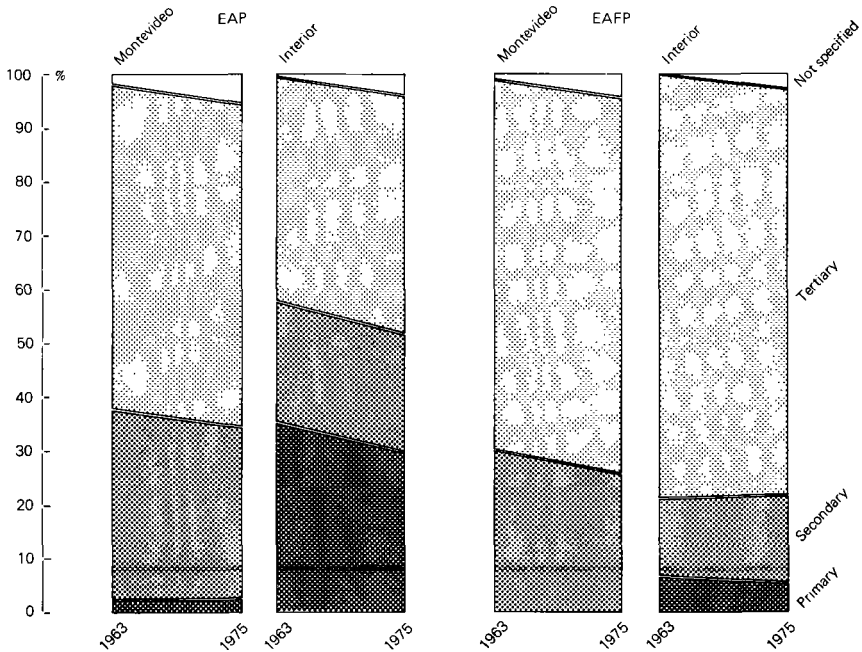 EAP
EAFP
Montevideo
Interior
Montevideo
Interior
Not specified
Tertiary
Secondary
Primary
100 %
90
80
70
60
50
40
30
20
10
0
1963
1975
1963
1975
1963
1975
1963
1975